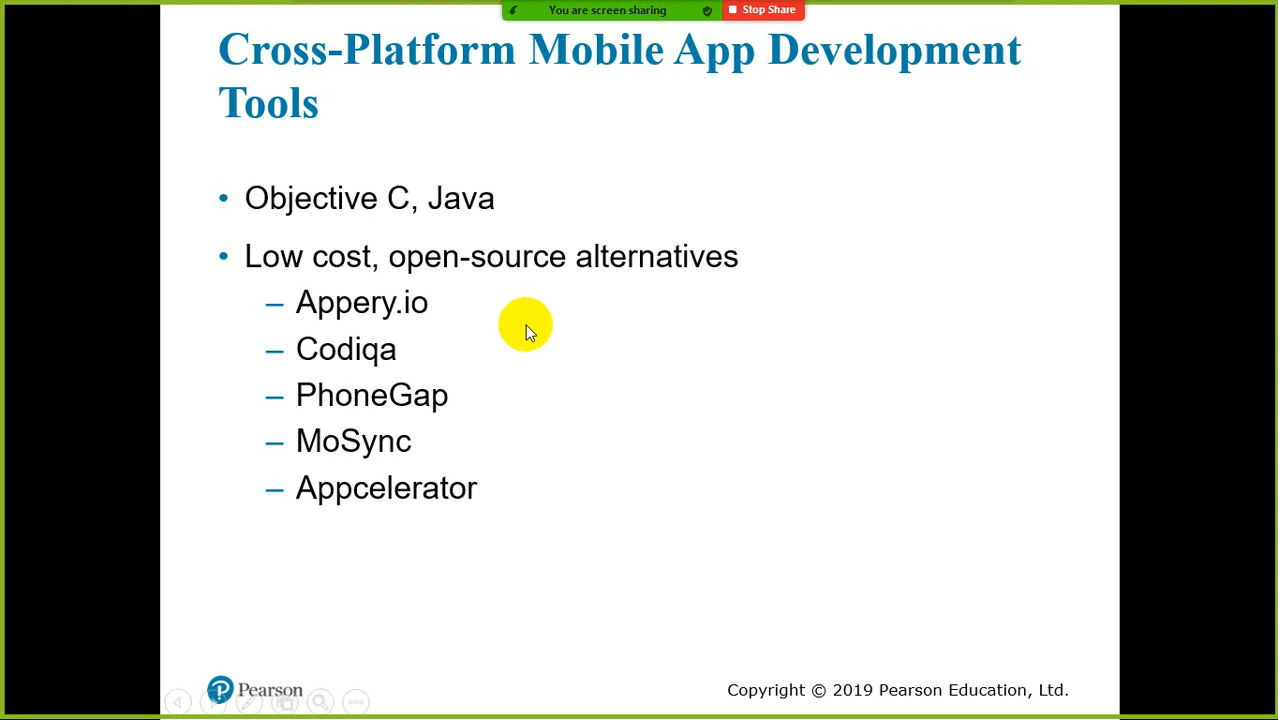 You are screen sharing Stop Share
Cross-Platform Mobile App Development
Tools
• Objective C, Java
• Low cost, open-source alternatives
– Appery.io
– Codiqa
– PhoneGap
– MoSync
– Appcelerator
Pearson
Copyright © 2019 Pearson Education, Ltd.